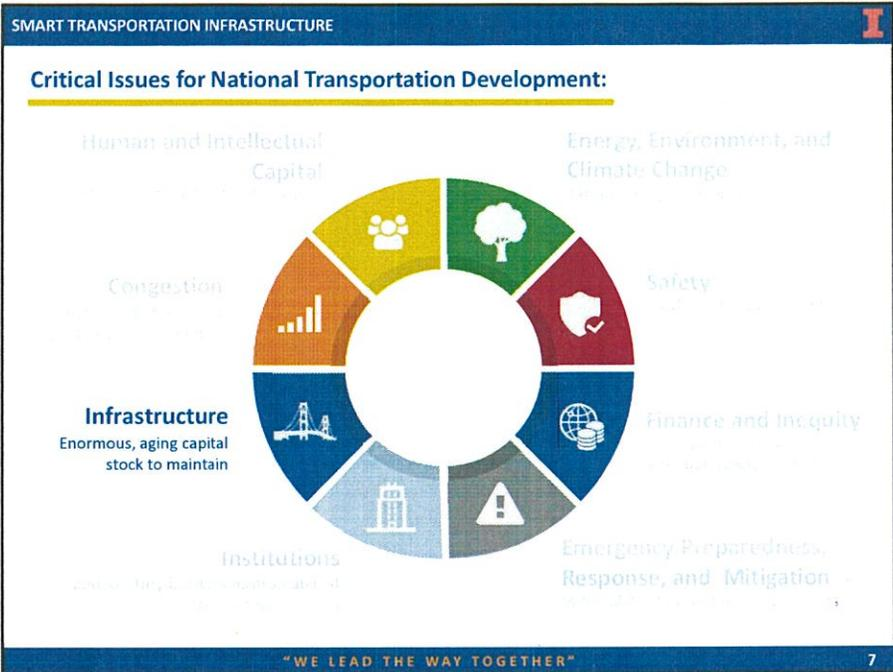 SMART TRANSPORTATION INFRASTRUCTURE
I
Critical Issues for National Transportation Development:
Human and Intellectual
Capital
Energy, Environment, and
Climate Change
Congestion
Safety
Infrastructure
Enormous, aging capital
stock to maintain
Finance and Inequity
Institutions
Emergency Preparedness,
Response, and Mitigation
"WE LEAD THE WAY TOGETHER"
7